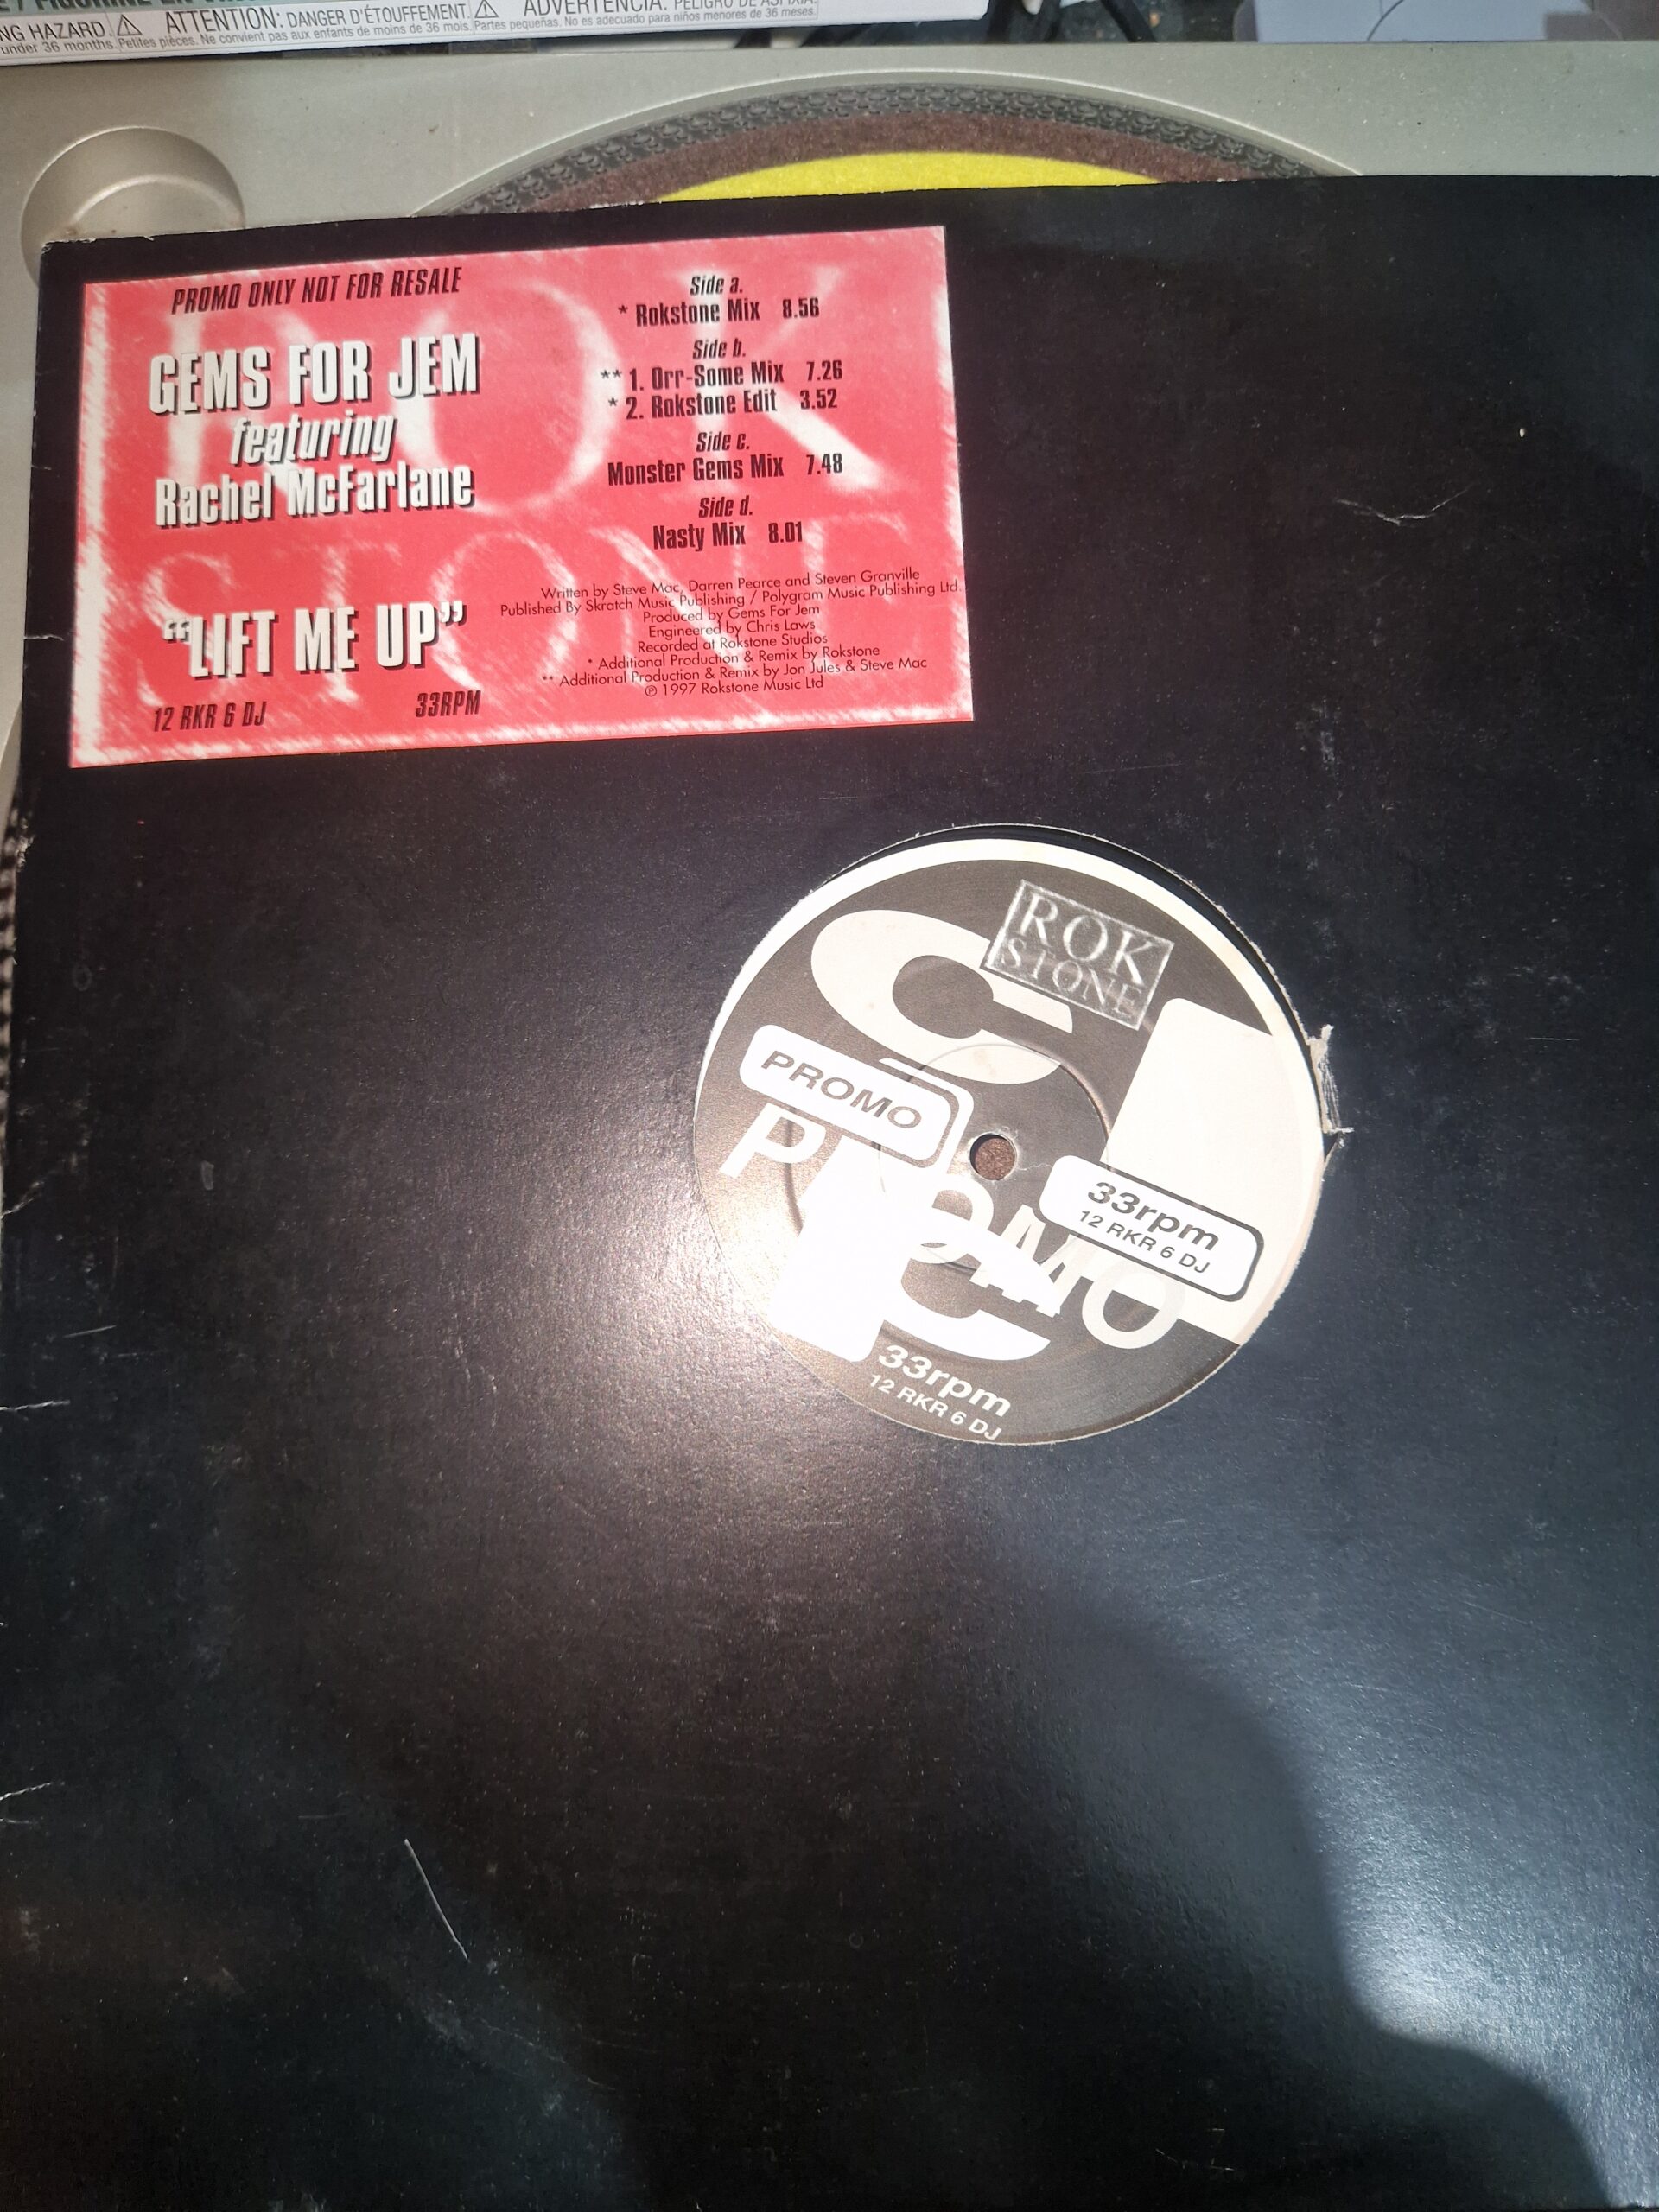 NG HAZARD. ATTENTION: DANGER D'ÉTOUFFEMENT. ADVERTENCIA: PELIGRO DE ASFIXIA.
under 36 months. Petites pièces. Ne convient pas aux enfants de moins de 36 mois. Partes pequeñas. No es adecuado para niños menores de 36 meses.
ROK
STONE
PROMO ONLY NOT FOR RESALE
GEMS FOR JEM
featuring
Rachel McFarlane
"LIFT ME UP"
12 RKR 6 DJ 33RPM
Side a.
* Rokstone Mix 8.56
Side b.
** 1. Orr-Some Mix 7.26
* 2. Rokstone Edit 3.52
Side c.
Monster Gems Mix 7.48
Side d.
Nasty Mix 8.01
Written by Steve Mac, Darren Pearce and Steven Granville
Published By Skratch Music Publishing / Polygram Music Publishing Ltd.
Produced by Gems For Jem
Engineered by Chris Laws
Recorded at Rokstone Studios
* Additional Production & Remix by Rokstone
** Additional Production & Remix by Jon Jules & Steve Mac
℗ 1997 Rokstone Music Ltd
ROK
STONE
PROMO
PROMO
33rpm
12 RKR 6 DJ
33rpm
12 RKR 6 DJ